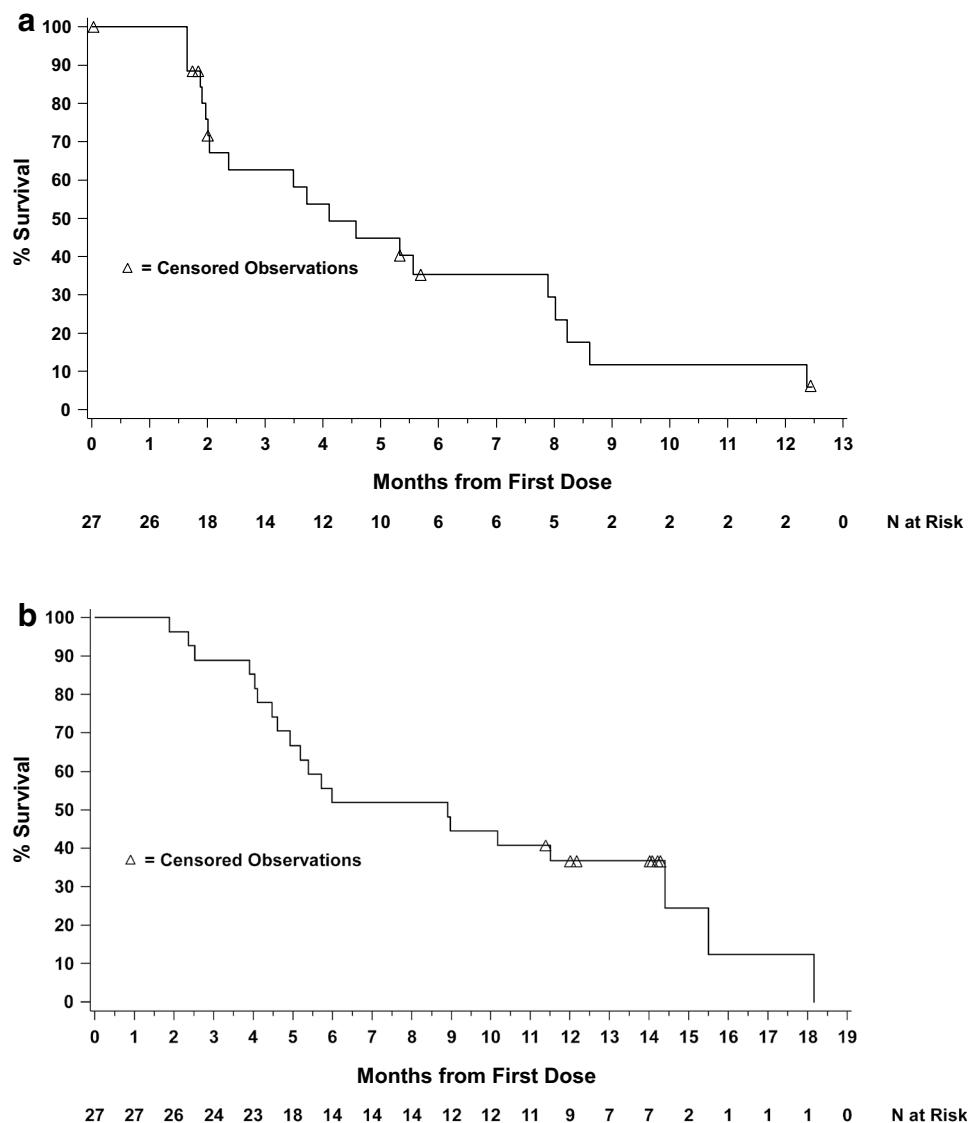 a
100
90
80
70
60
50
40
30
20
10
0
% Survival
△ = Censored Observations
0 1 2 3 4 5 6 7 8 9 10 11 12 13
Months from First Dose
27 26 18 14 12 10 6 6 5 2 2 2 2 0 N at Risk
b
100
90
80
70
60
50
40
30
20
10
0
% Survival
△ = Censored Observations
0 1 2 3 4 5 6 7 8 9 10 11 12 13 14 15 16 17 18 19
Months from First Dose
27 27 26 24 23 18 14 14 14 12 12 11 9 7 7 2 1 1 1 0 N at Risk